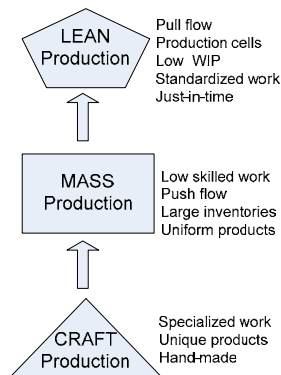 LEAN
Production
Pull flow
Production cells
Low WIP
Standardized work
Just-in-time
MASS
Production
Low skilled work
Push flow
Large inventories
Uniform products
CRAFT
Production
Specialized work
Unique products
Hand-made